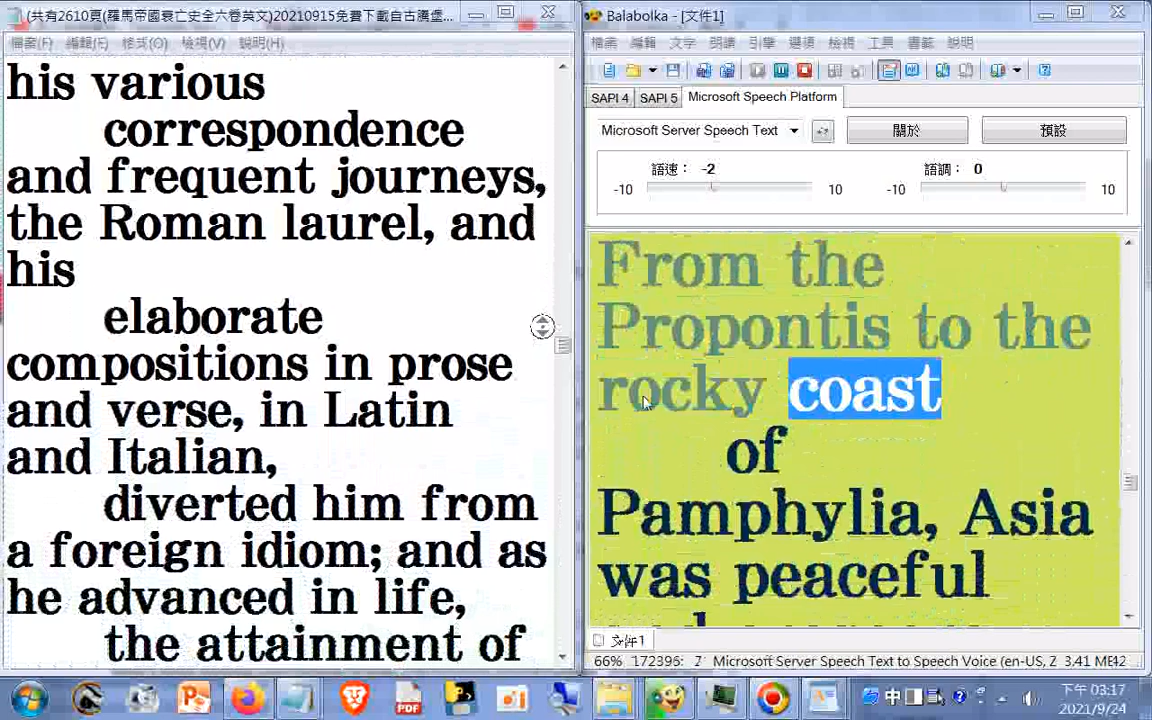 (共有2610頁(羅馬帝國衰亡史全六卷英文)20210915免費下載自古騰堡...
檔案(F) 編輯(E) 格式(O) 檢視(V) 說明(H)
his various
correspondence
and frequent journeys,
the Roman laurel, and
his
elaborate
compositions in prose
and verse, in Latin
and Italian,
diverted him from
a foreign idiom; and as
he advanced in life,
the attainment of
Balabolka - [文件1]
檔案 編輯 文字 朗讀 引擎 選項 檢視 工具 書籤 說明
SAPI 4 SAPI 5 Microsoft Speech Platform
Microsoft Server Speech Text 關於 預設
語速： -2 語調： 0
-10 10 -10 10
From the
Propontis to the
rocky coast
of
Pamphylia, Asia
was peaceful
文件1
66% 172396: Microsoft Server Speech Text to Speech Voice (en-US, Z 3.41 ME42
PDF 中
下午 03:17
2021/9/24